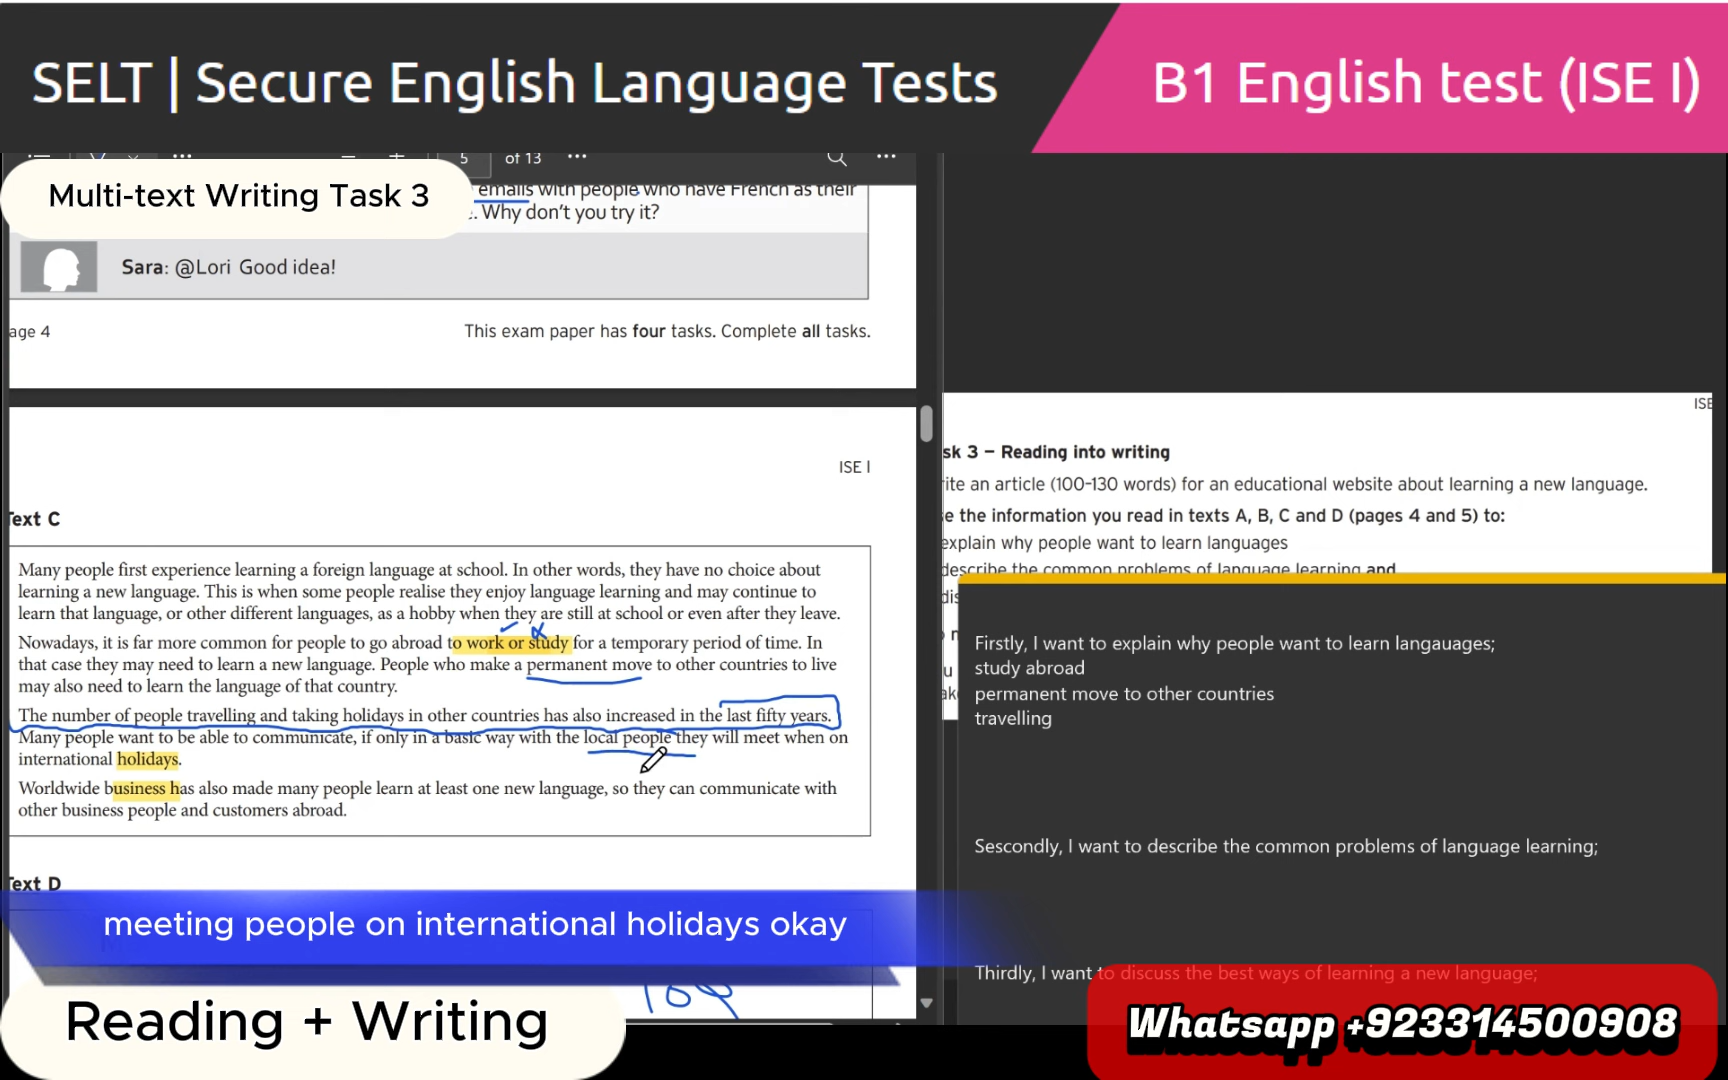 SELT | Secure English Language Tests
B1 English test (ISE I)
5 of 13
Multi-text Writing Task 3
emails with people who have French as their
. Why don't you try it?
Sara: @Lori Good idea!
age 4
This exam paper has four tasks. Complete all tasks.
ISE I
Text C
Many people first experience learning a foreign language at school. In other words, they have no choice about
learning a new language. This is when some people realise they enjoy language learning and may continue to
learn that language, or other different languages, as a hobby when they are still at school or even after they leave.
Nowadays, it is far more common for people to go abroad to work or study for a temporary period of time. In
that case they may need to learn a new language. People who make a permanent move to other countries to live
may also need to learn the language of that country.
The number of people travelling and taking holidays in other countries has also increased in the last fifty years.
Many people want to be able to communicate, if only in a basic way with the local people they will meet when on
international holidays.
Worldwide business has also made many people learn at least one new language, so they can communicate with
other business people and customers abroad.
Text D
ISE
sk 3 – Reading into writing
ite an article (100-130 words) for an educational website about learning a new language.
e the information you read in texts A, B, C and D (pages 4 and 5) to:
explain why people want to learn languages
describe the common problems of language learning and
Firstly, I want to explain why people want to learn langauages;
study abroad
permanent move to other countries
travelling
Sescondly, I want to describe the common problems of language learning;
Thirdly, I want to discuss the best ways of learning a new language;
meeting people on international holidays okay
Reading + Writing
Whatsapp +923314500908